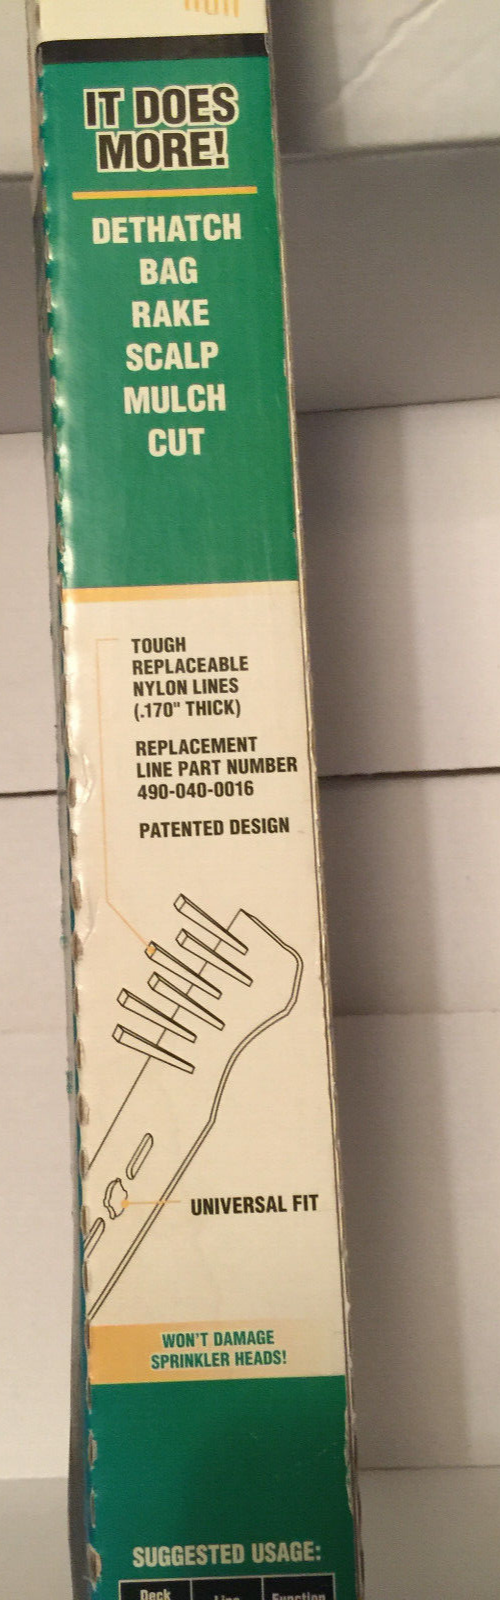 IT DOES
MORE!
DETHATCH
BAG
RAKE
SCALP
MULCH
CUT
TOUGH
REPLACEABLE
NYLON LINES
(.170" THICK)
REPLACEMENT
LINE PART NUMBER
490-040-0016
PATENTED DESIGN
UNIVERSAL FIT
WON'T DAMAGE
SPRINKLER HEADS!
SUGGESTED USAGE:
Deck Line Function